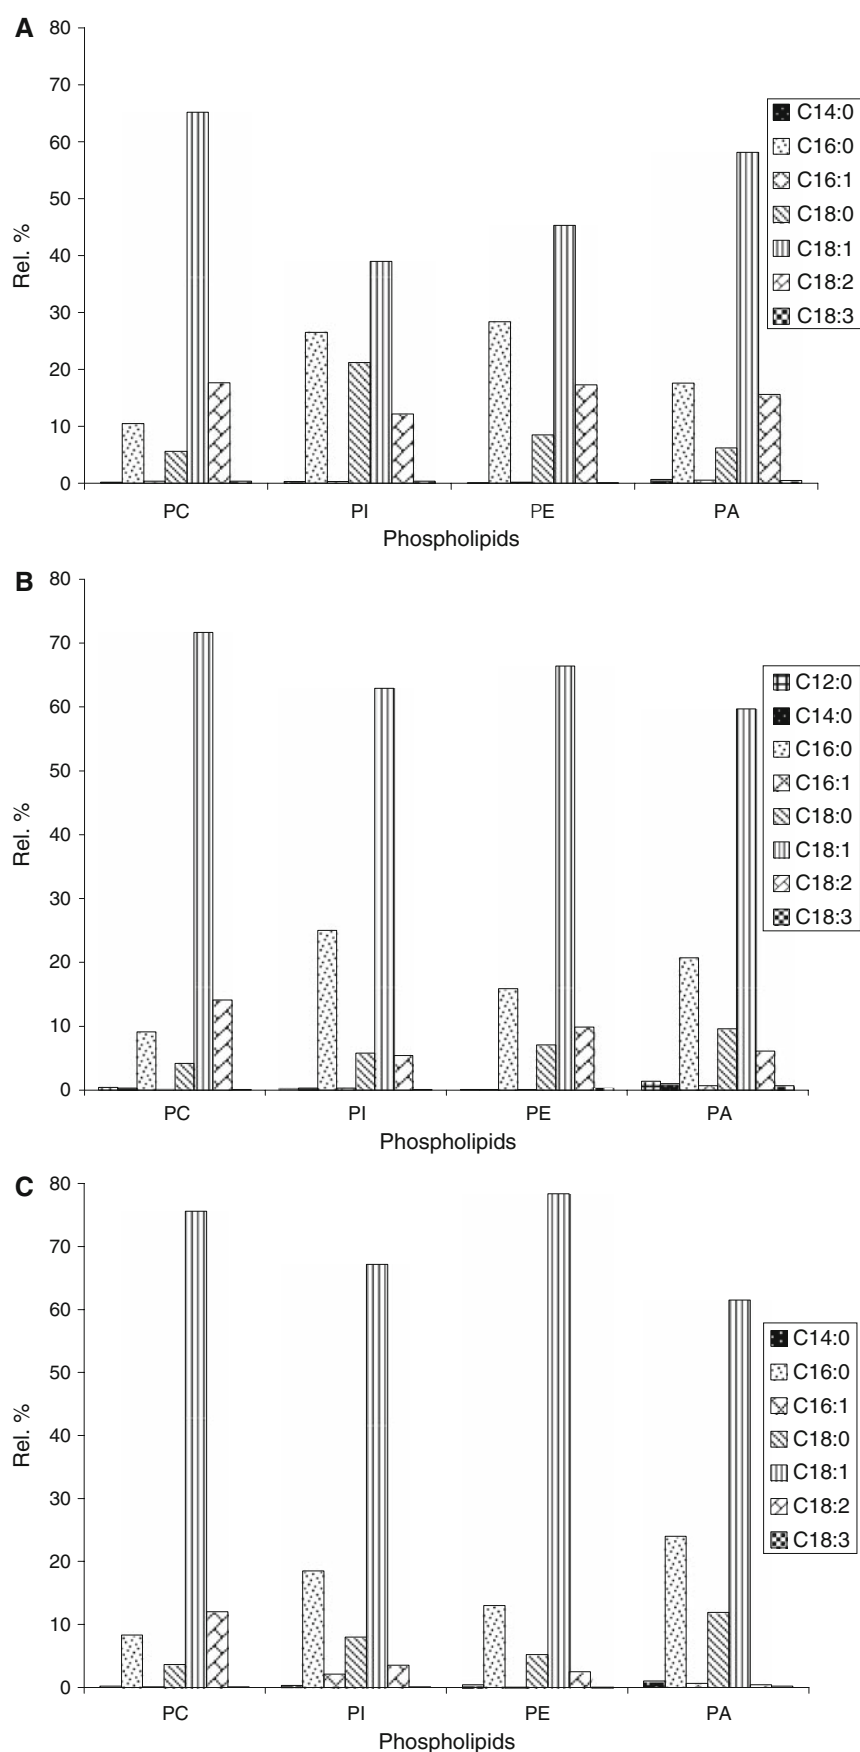 A
80
70
60
50
40
30
20
10
0
Rel. %
PC PI PE PA
Phospholipids
C14:0
C16:0
C16:1
C18:0
C18:1
C18:2
C18:3
B
80
70
60
50
40
30
20
10
0
Rel. %
PC PI PE PA
Phospholipids
C12:0
C14:0
C16:0
C16:1
C18:0
C18:1
C18:2
C18:3
C
80
70
60
50
40
30
20
10
0
Rel. %
PC PI PE PA
Phospholipids
C14:0
C16:0
C16:1
C18:0
C18:1
C18:2
C18:3